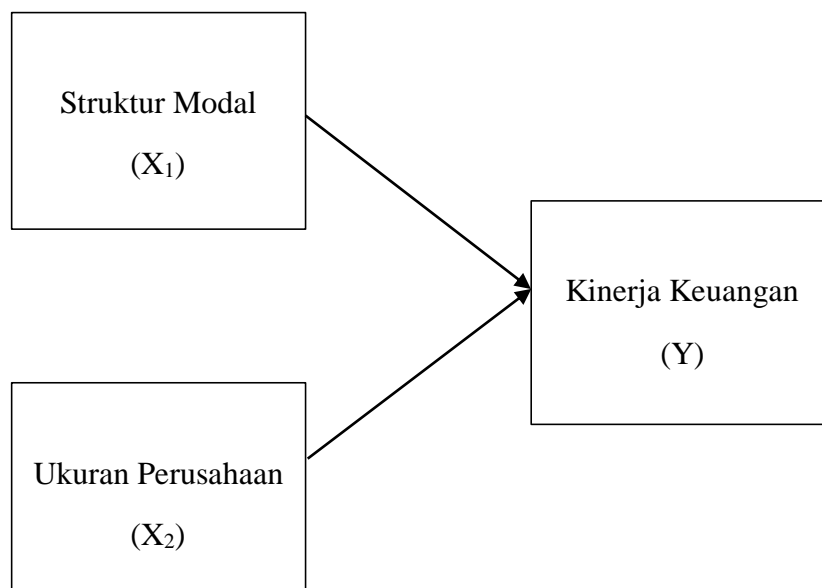 Struktur Modal
(X₁)
Kinerja Keuangan
(Y)
Ukuran Perusahaan
(X₂)